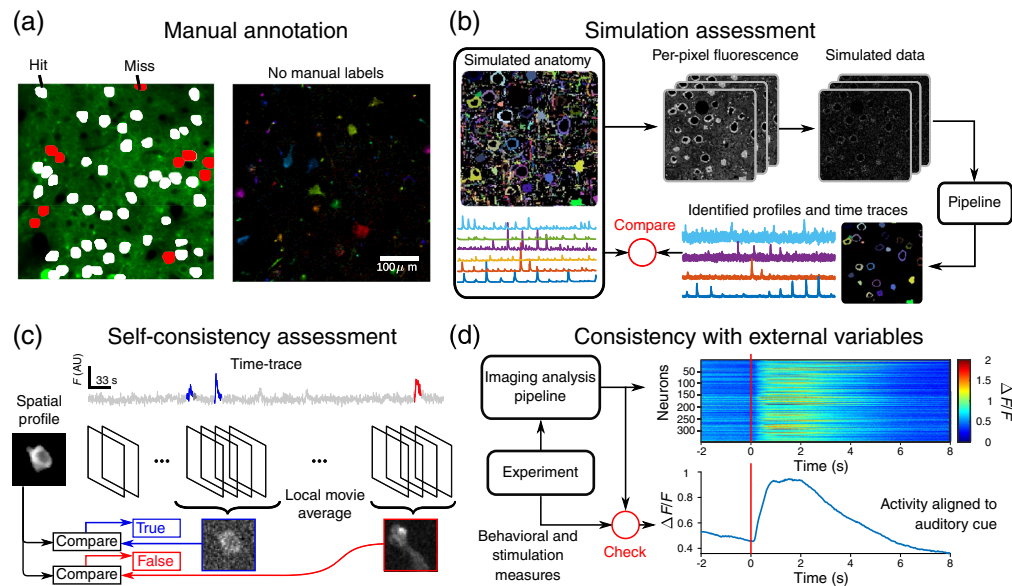 (a)
Manual annotation
Hit
Miss
No manual labels
100 μ m
(b)
Simulation assessment
Simulated anatomy
Per-pixel fluorescence
Simulated data
Pipeline
Compare
Identified profiles and time traces
(c)
Self-consistency assessment
F (AU)
33 s
Time-trace
Spatial
profile
...
...
Local movie
average
True
Compare
False
Compare
(d)
Consistency with external variables
Imaging analysis
pipeline
Experiment
Behavioral and
stimulation
measures
Check
Neurons
50
100
150
200
250
300
-2
0
2
4
6
8
Time (s)
2
1.5
1
0.5
0
ΔF/F
ΔF/F
0.8
0.6
0.4
Activity aligned to
auditory cue
-2
0
2
4
6
8
Time (s)